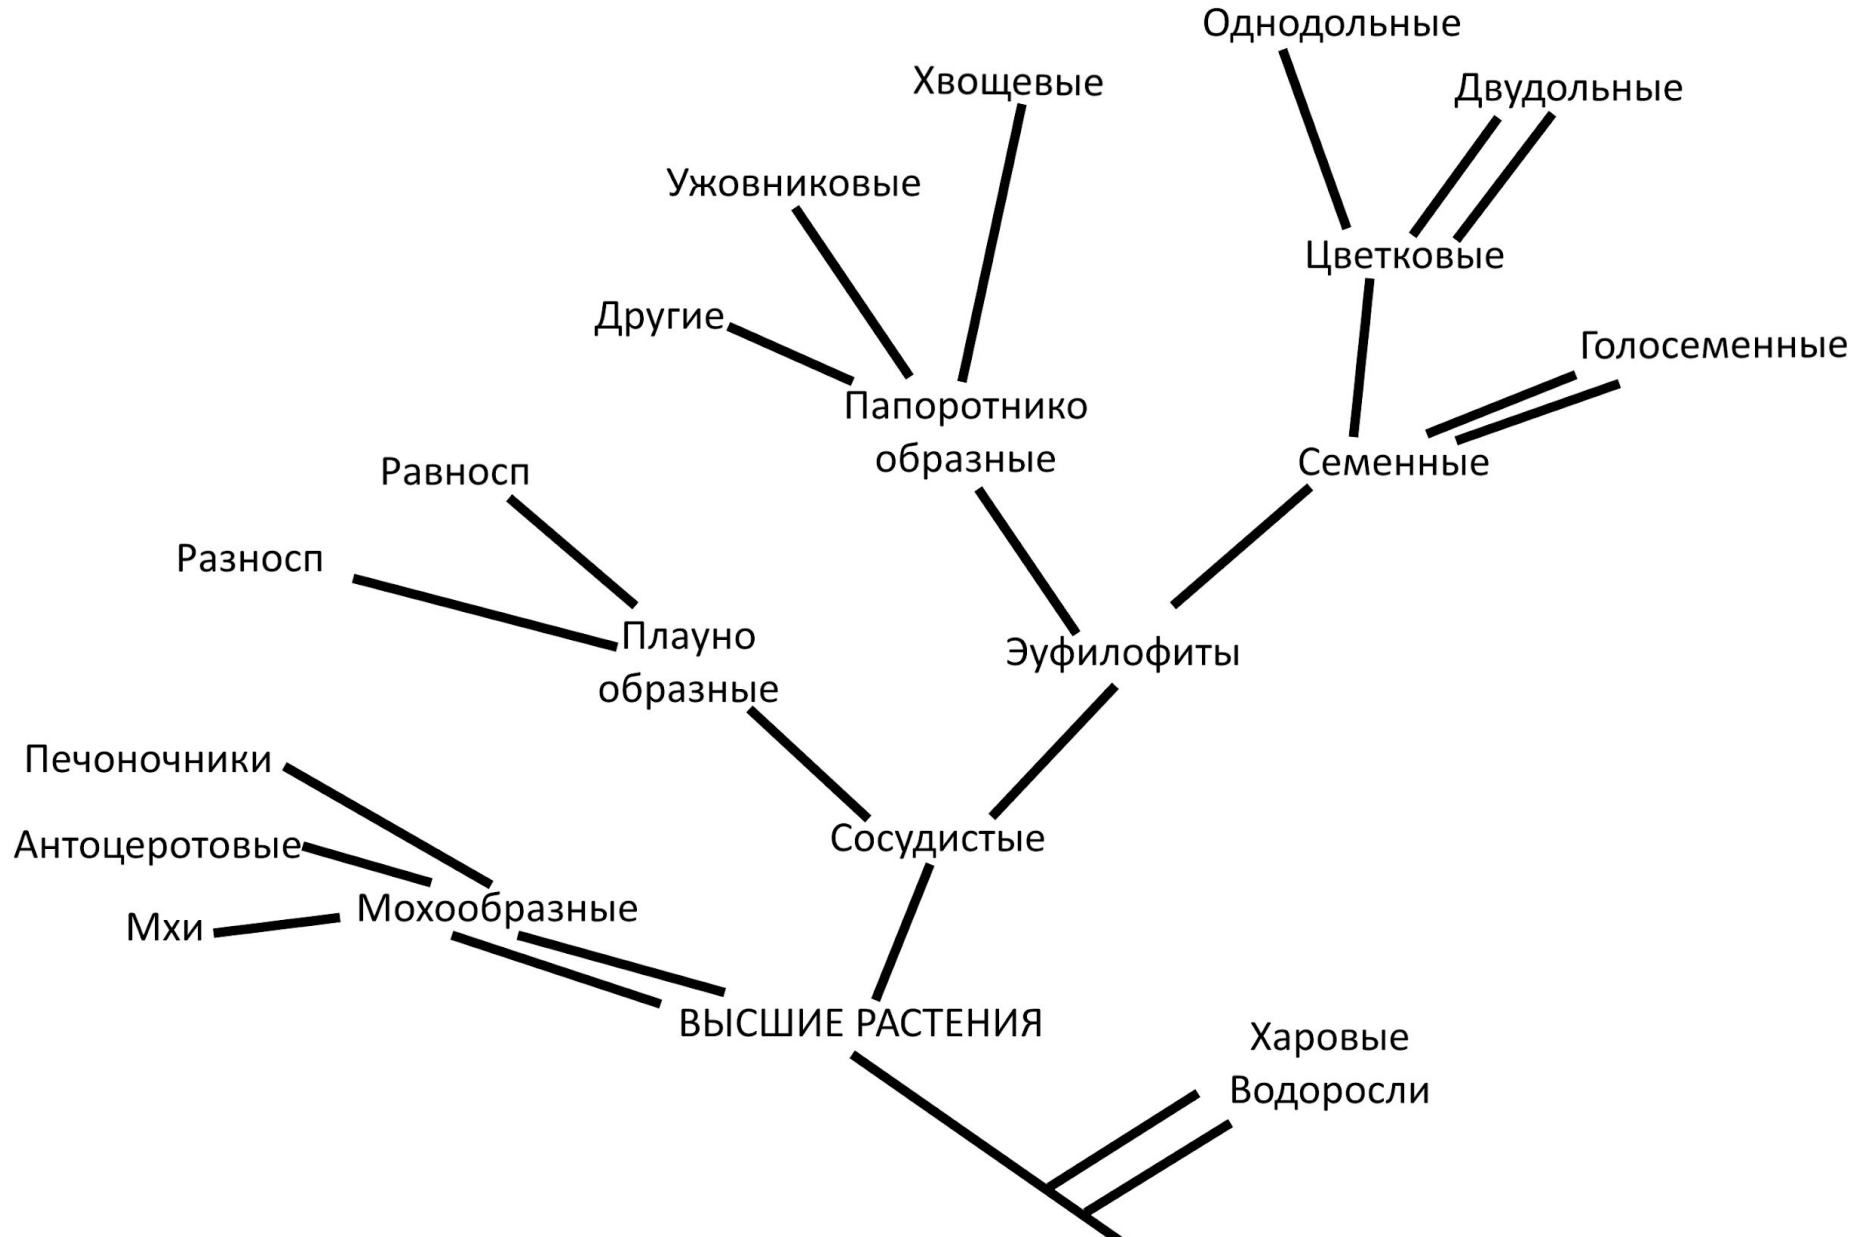 Однодольные
Хвощевые
Двудольные
Ужовниковые
Цветковые
Другие
Голосеменные
Папоротнико
образные
Равносп
Семенные
Разносп
Плауно
образные
Эуфилофиты
Печоночники
Антоцеротовые
Сосудистые
Мхи
Мохообразные
ВЫСШИЕ РАСТЕНИЯ
Харовые
Водоросли